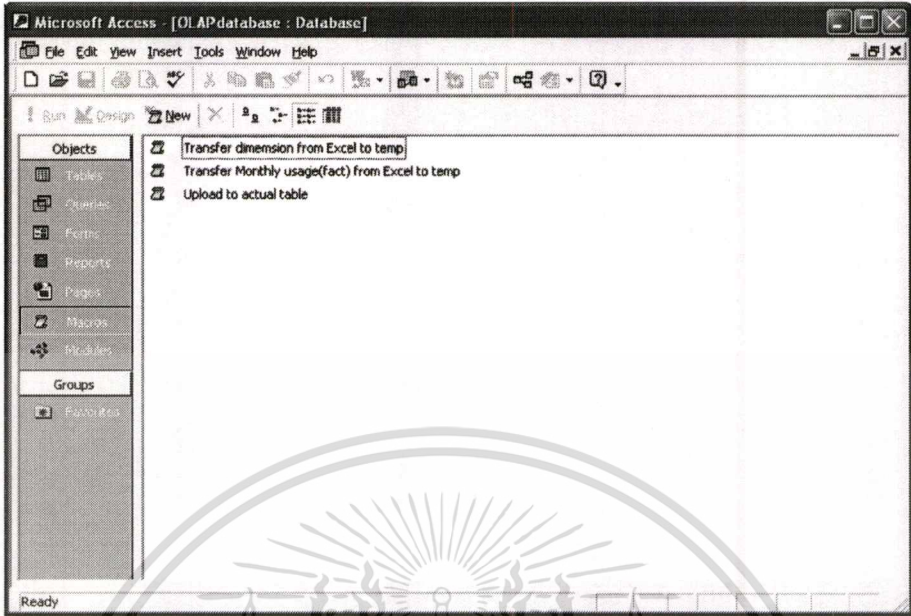 Microsoft Access - [OLAPdatabase : Database]
File Edit View Insert Tools Window Help
Run Design New
Objects
Tables
Queries
Forms
Reports
Pages
Macros
Modules
Groups
Favorites
Transfer dimemsion from Excel to temp
Transfer Monthly usage(fact) from Excel to temp
Upload to actual table
Ready